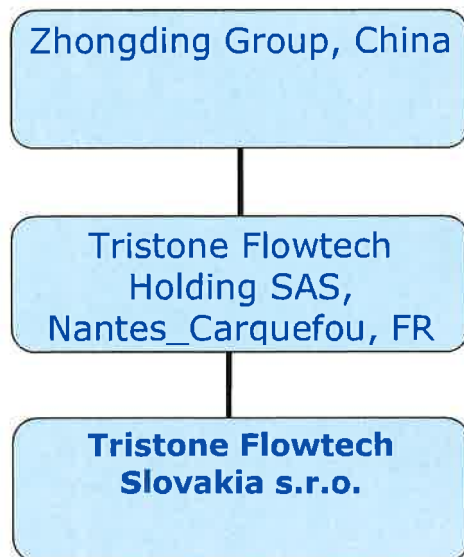 Zhongding Group, China
Tristone Flowtech
Holding SAS,
Nantes_Carquefou, FR
Tristone Flowtech
Slovakia s.r.o.